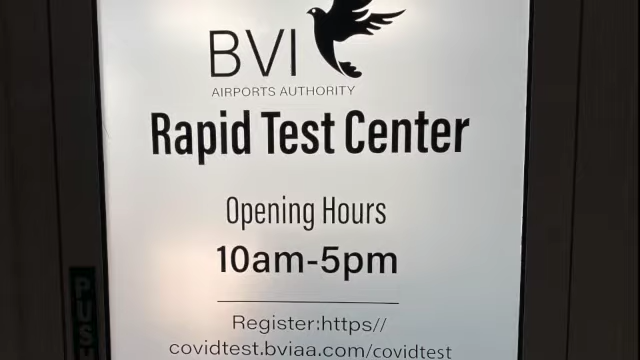 BVI
AIRPORTS AUTHORITY
Rapid Test Center
Opening Hours
10am-5pm
Register:https//
covidtest.bviaa.com/covidtest
PUSH